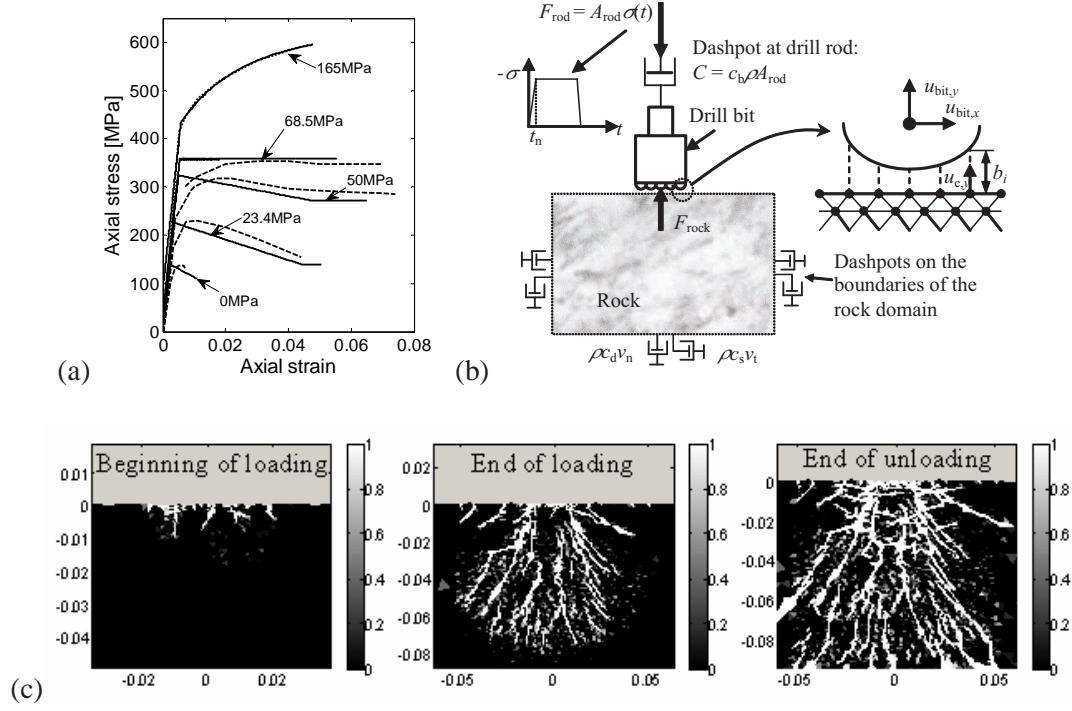 600
500
400
300
200
100
0
Axial stress [MPa]
165MPa
68.5MPa
50MPa
23.4MPa
0MPa
0 0.02 0.04 0.06 0.08
Axial strain
(a)
F_rod = A_rod σ(t)
Dashpot at drill rod:
C = c_bρA_rod
-σ
t_n
t
Drill bit
u_bit,y
u_bit,x
u_c,y
b_i
F_rock
Rock
Dashpots on the
boundaries of the
rock domain
ρc_dv_n
ρc_sv_t
(b)
Beginning of loading
0.01
0
-0.01
-0.02
-0.03
-0.04
-0.02 0 0.02
1
0.8
0.6
0.4
0.2
0
End of loading
0.02
0
-0.02
-0.04
-0.06
-0.08
-0.05 0 0.05
1
0.8
0.6
0.4
0.2
0
End of unloading
0
-0.02
-0.04
-0.06
-0.08
-0.05 0 0.05
1
0.8
0.6
0.4
0.2
0
(c)